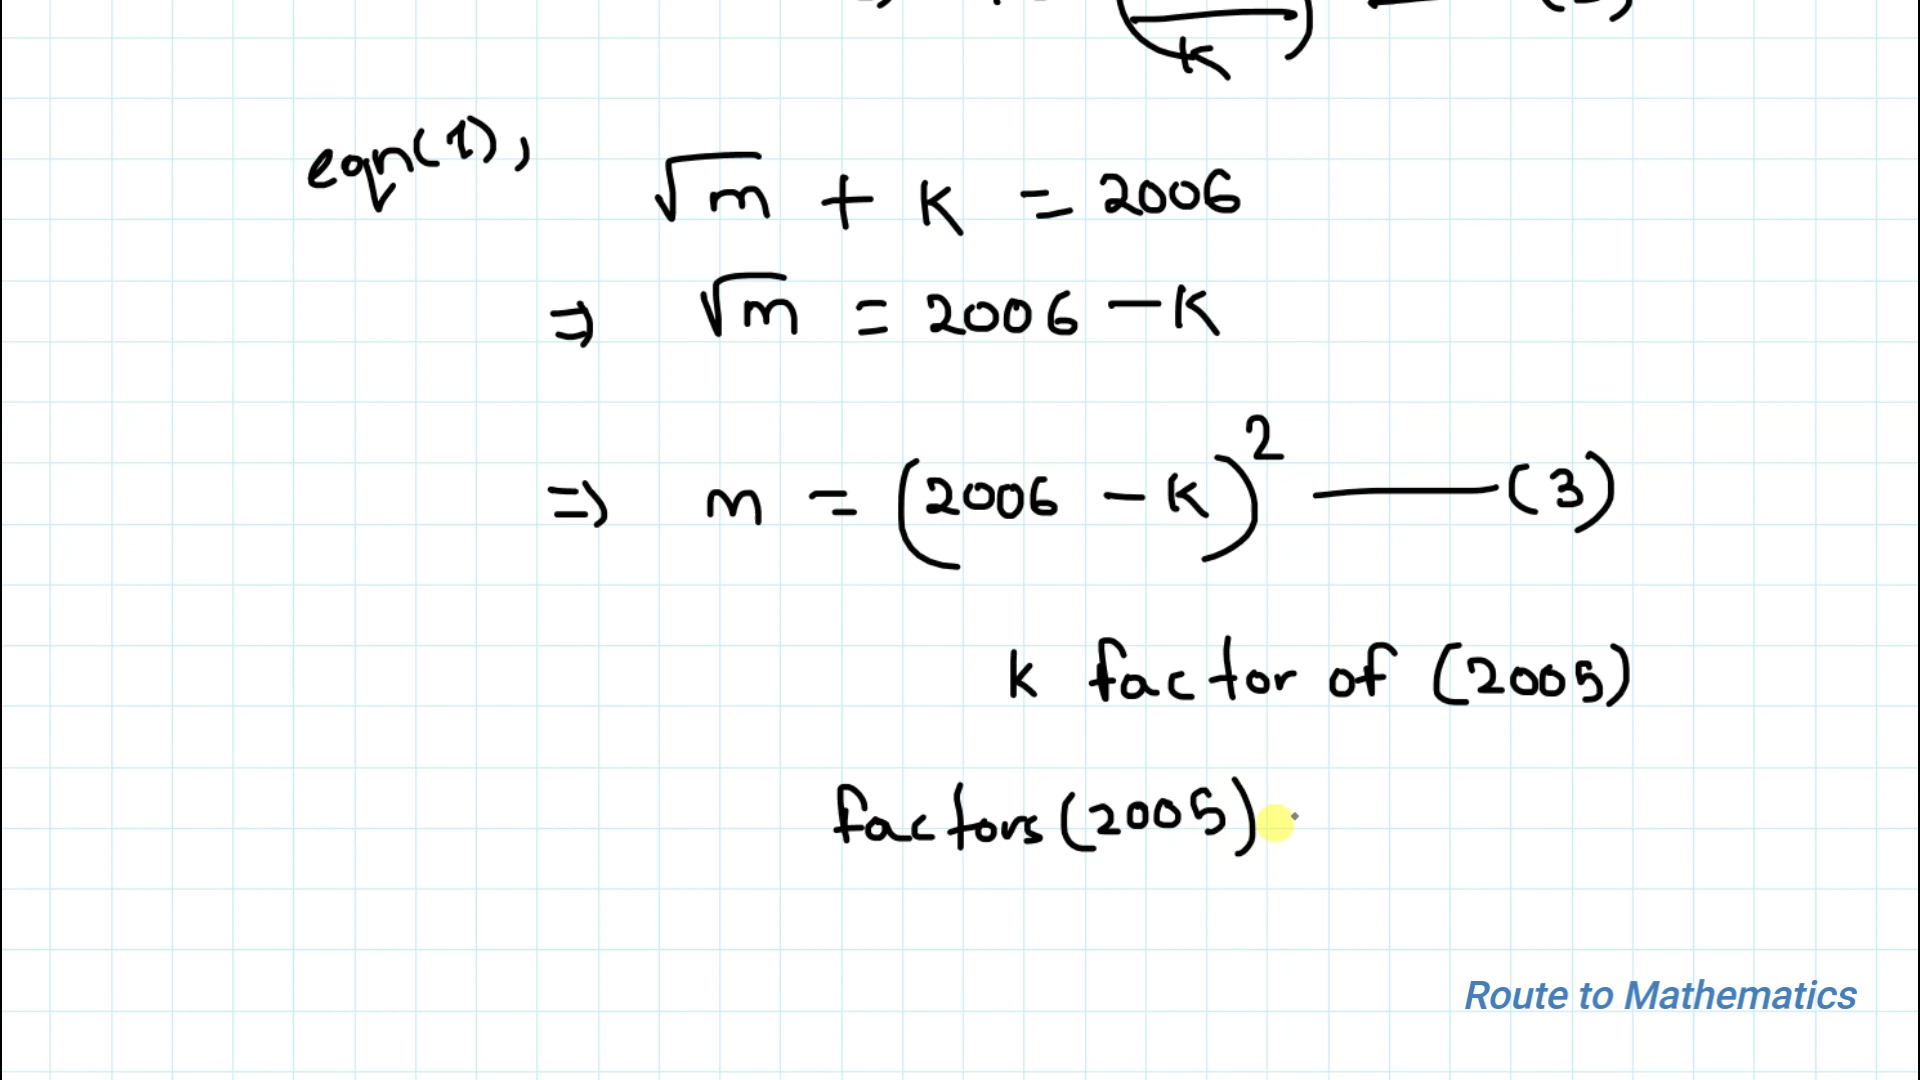 K
eqn(1),
√m + K = 2006
⇒ √m = 2006 - K
⇒ m = (2006 - K)² —— (3)
k factor of (2005)
factors (2005)
Route to Mathematics